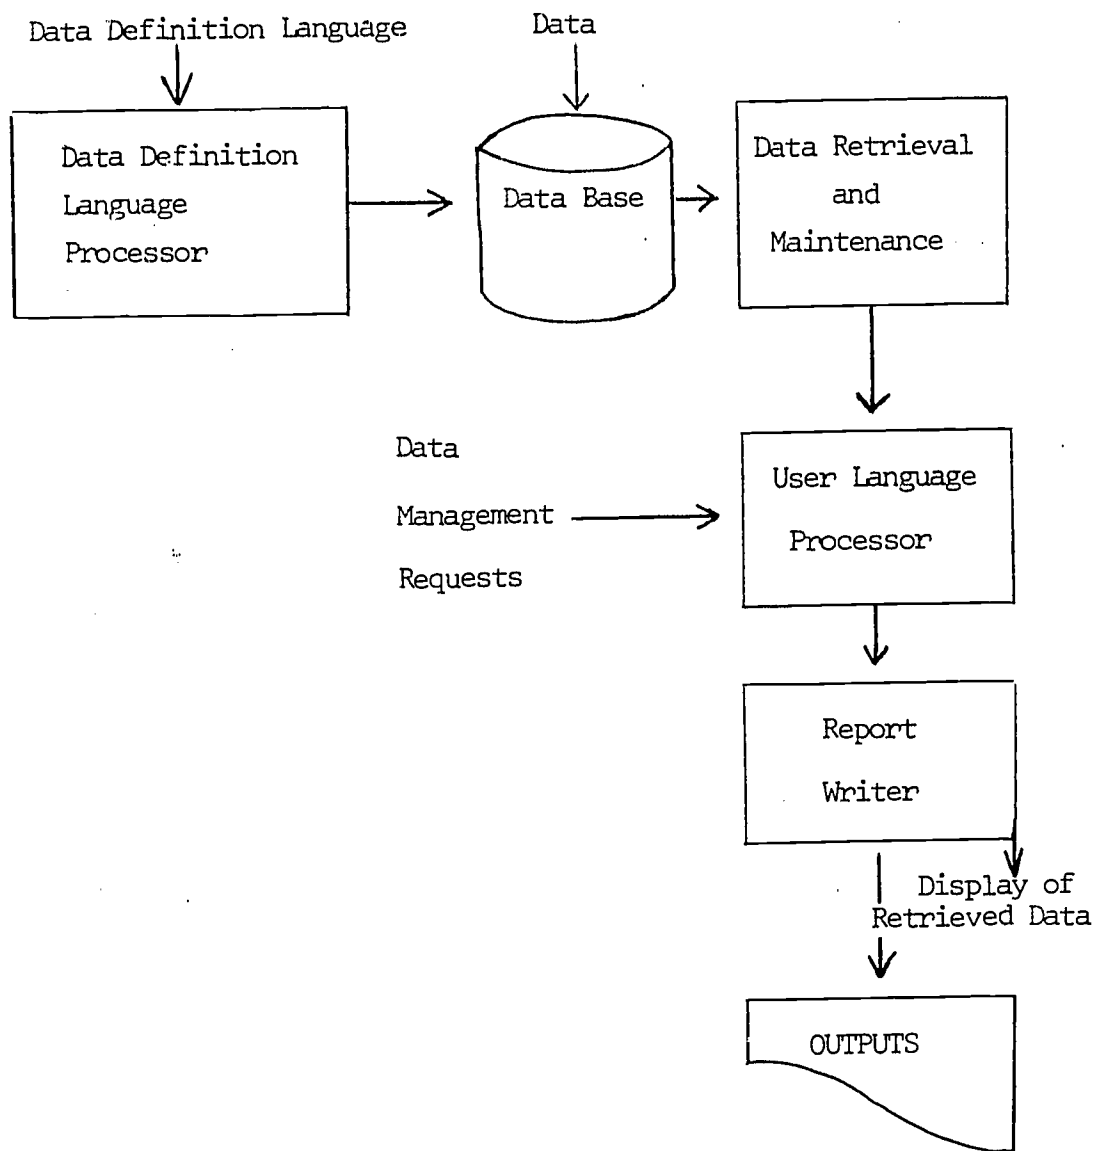 Data Definition Language
Data
Data Definition
Language
Processor
Data Base
Data Retrieval
and
Maintenance
Data
Management
Requests
User Language
Processor
Report
Writer
Display of
Retrieved Data
OUTPUTS